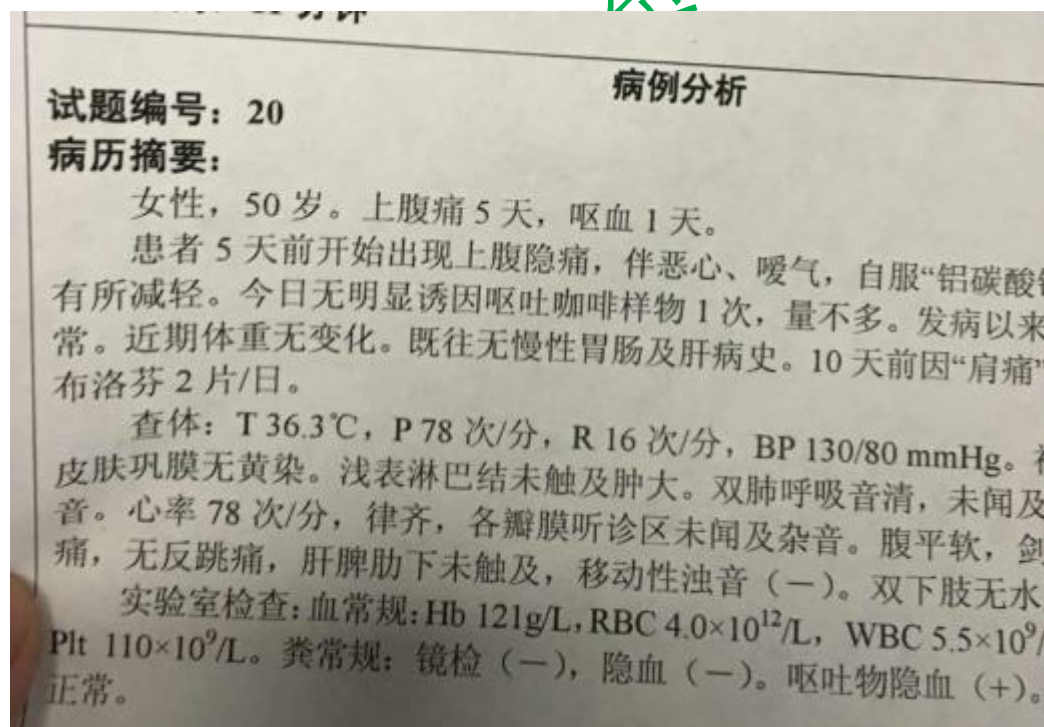 分钟
病例分析
试题编号：20
病历摘要：
女性，50 岁。上腹痛 5 天，呕血 1 天。
患者 5 天前开始出现上腹隐痛，伴恶心、嗳气，自服“铝碳酸
有所减轻。今日无明显诱因呕吐咖啡样物 1 次，量不多。发病以来
常。近期体重无变化。既往无慢性胃肠及肝病史。10 天前因“肩痛”
布洛芬 2 片/日。
查体：T 36.3℃，P 78 次/分，R 16 次/分，BP 130/80 mmHg。
皮肤巩膜无黄染。浅表淋巴结未触及肿大。双肺呼吸音清，未闻及
音。心率 78 次/分，律齐，各瓣膜听诊区未闻及杂音。腹平软，剑
痛，无反跳痛，肝脾肋下未触及，移动性浊音（－）。双下肢无水
实验室检查：血常规：Hb 121g/L，RBC 4.0×10¹²/L，WBC 5.5×10⁹/
Plt 110×10⁹/L。粪常规：镜检（－），隐血（－）。呕吐物隐血（+）。
正常。